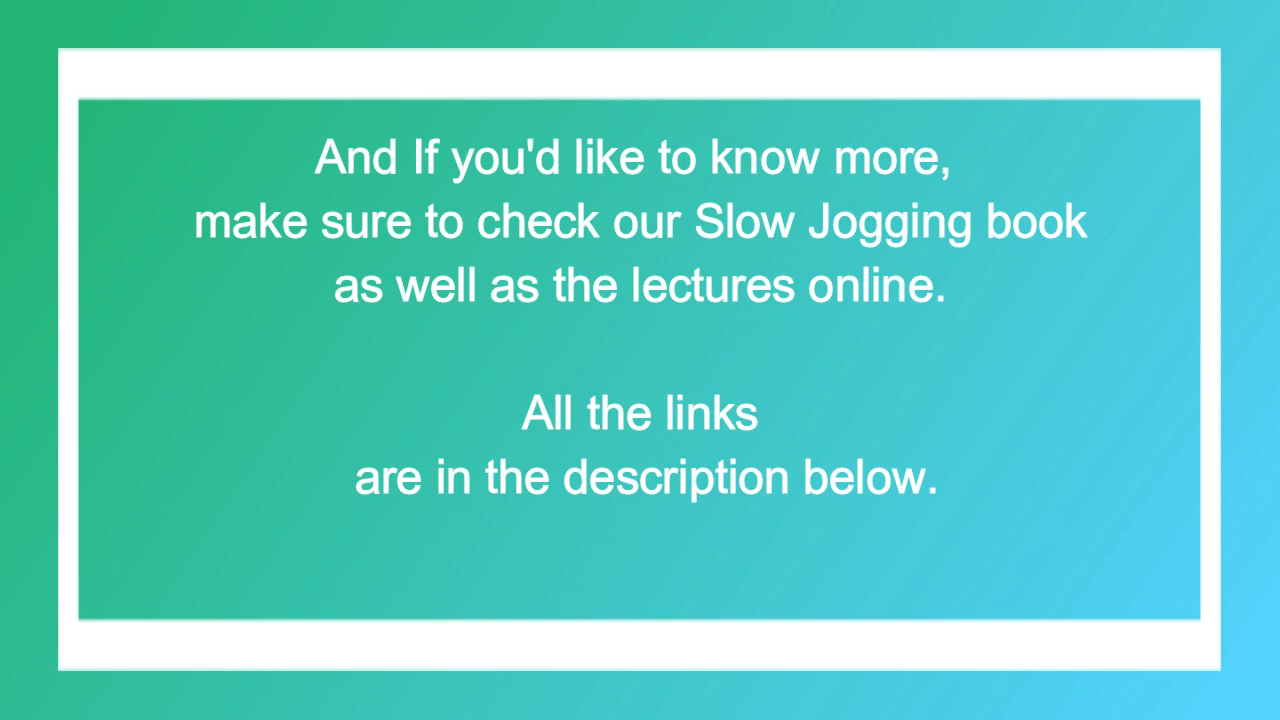 And If you'd like to know more,
make sure to check our Slow Jogging book
as well as the lectures online.
All the links
are in the description below.